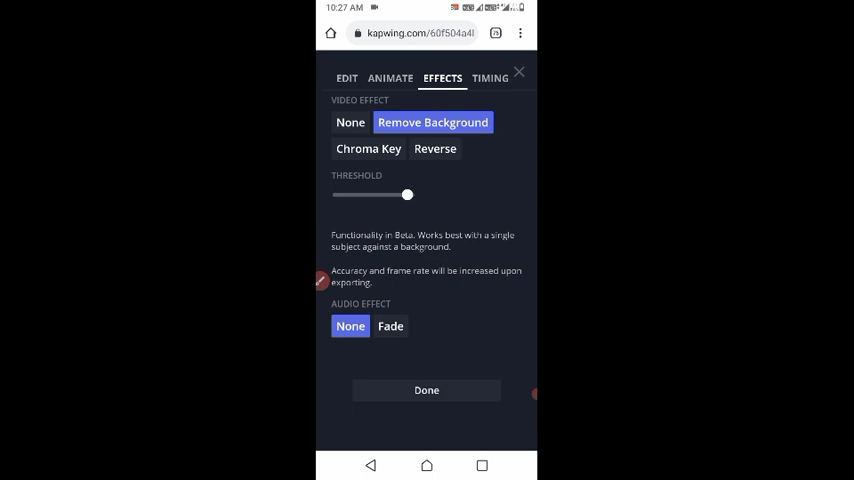 10:27 AM
kapwing.com/60f504a4l
75
EDIT ANIMATE EFFECTS TIMING
VIDEO EFFECT
None Remove Background
Chroma Key Reverse
THRESHOLD
Functionality in Beta. Works best with a single
subject against a background.
Accuracy and frame rate will be increased upon
exporting.
AUDIO EFFECT
None Fade
Done